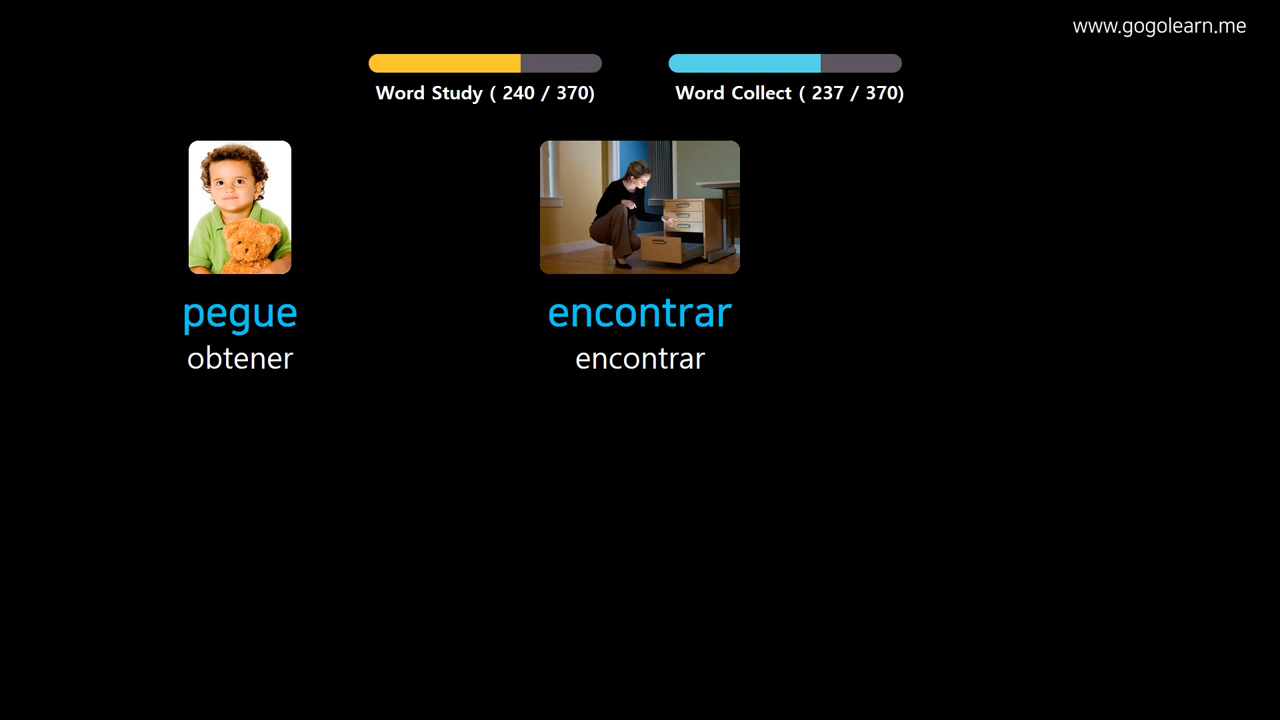 www.gogolearn.me
Word Study ( 240 / 370)
Word Collect ( 237 / 370)
pegue
obtener
encontrar
encontrar